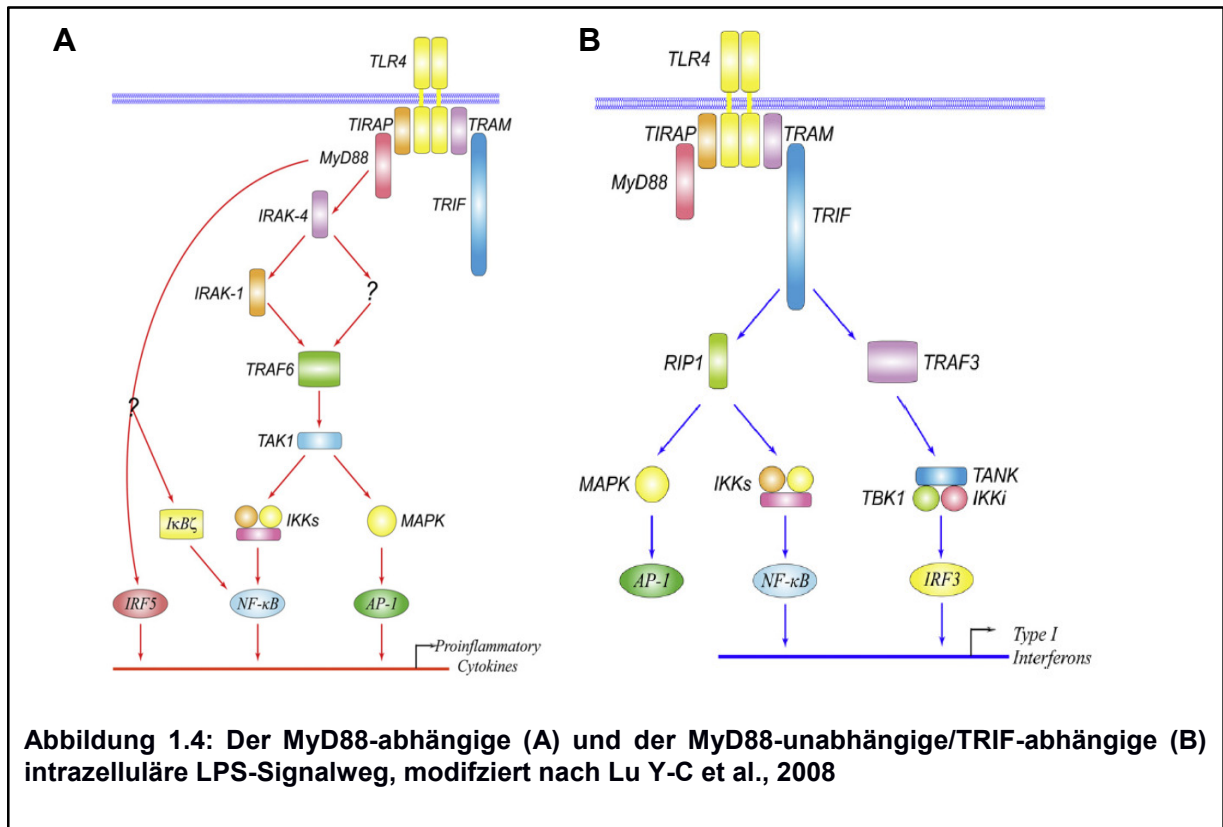 A
TLR4
TIRAP
TRAM
MyD88
TRIF
IRAK-4
IRAK-1
?
TRAF6
?
TAK1
IκBζ
IKKs
MAPK
IRF5
NF-κB
AP-1
Proinflammatory
Cytokines
B
TLR4
TIRAP
TRAM
MyD88
TRIF
RIP1
TRAF3
MAPK
IKKs
TANK
TBK1
IKKi
AP-1
NF-κB
IRF3
Type I
Interferons
Abbildung 1.4: Der MyD88-abhängige (A) und der MyD88-unabhängige/TRIF-abhängige (B)
intrazelluläre LPS-Signalweg, modifziert nach Lu Y-C et al., 2008